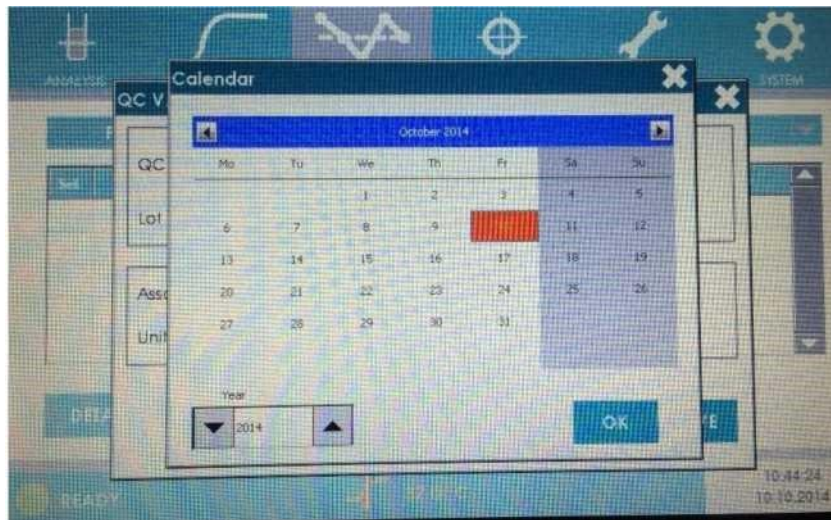 ANALYSIS
SYSTEM
Calendar
QC V
October 2014
Mo Tu We Th Fr Sa Su
1 2 3 4 5
6 7 8 9 11 12
13 14 15 16 17 18 19
20 21 22 23 24 25 26
27 28 29 30 31
QC
Lot
Asso
Unit
Year
2014
OK
VE
DETA
READY
10:44:24
10.10.2014